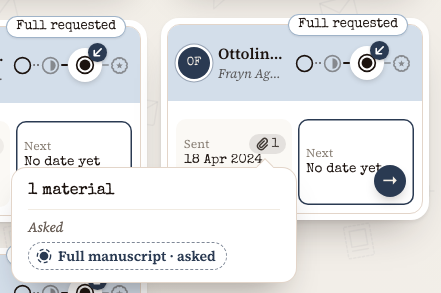 Full requested
Next
No date yet
Full requested
OF
Ottolin...
Frayn Ag...
Sent
1
18 Apr 2024
Next
No date yet
1 material
Asked
Full manuscript · asked